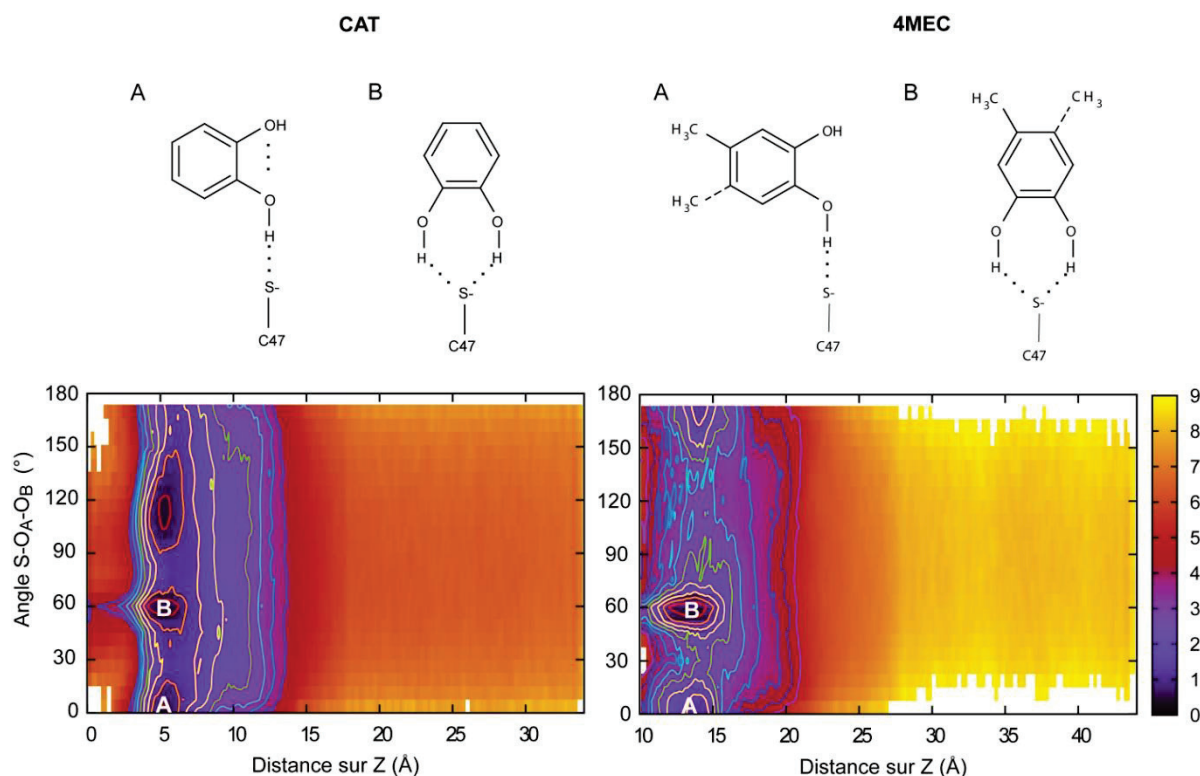 CAT
4MEC
A
B
OH
O
H
S-
C47
O
O
H
H
S-
C47
A
B
H3C
H3C
OH
O
H
S-
C47
H3C
CH3
O
O
H
H
S-
C47
Angle S-OA-OB (°)
180
150
120
90
60
30
0
B
A
0 5 10 15 20 25 30
Distance sur Z (Å)
180
150
120
90
60
30
0
B
A
10 15 20 25 30 35 40
Distance sur Z (Å)
9
8
7
6
5
4
3
2
1
0